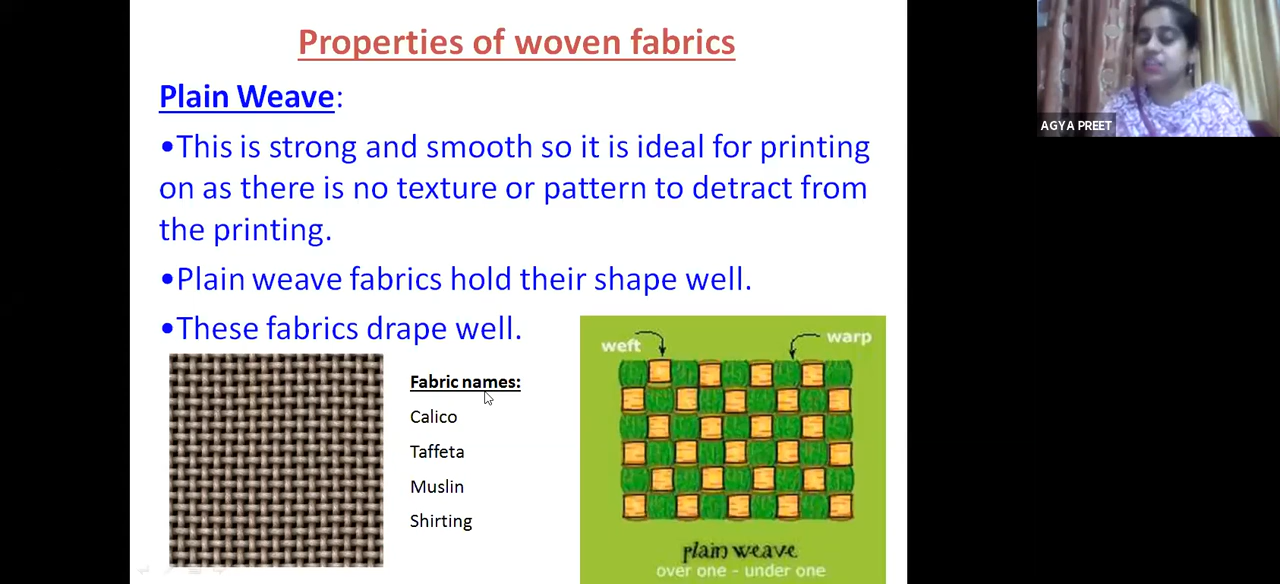 Properties of woven fabrics
AGYA PREET
Plain Weave:
•This is strong and smooth so it is ideal for printing
on as there is no texture or pattern to detract from
the printing.
•Plain weave fabrics hold their shape well.
•These fabrics drape well.
Fabric names:
Calico
Taffeta
Muslin
Shirting
weft
warp
plain weave
over one - under one